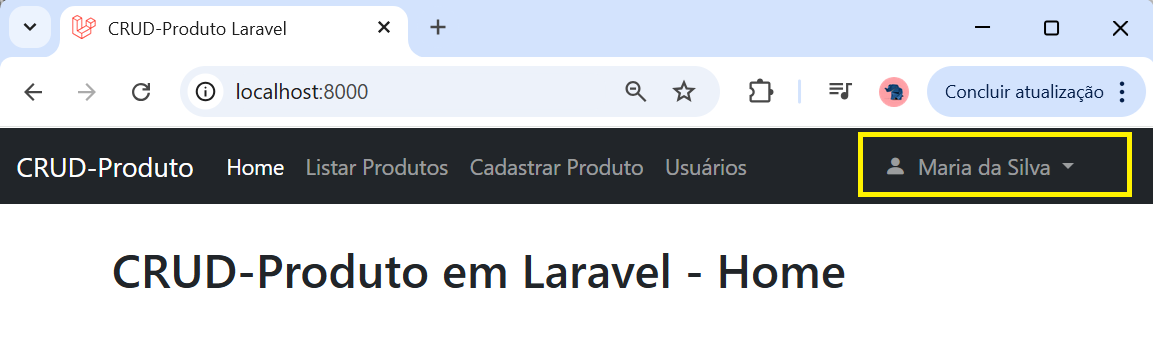 CRUD-Produto Laravel
localhost:8000 Concluir atualização
CRUD-Produto Home Listar Produtos Cadastrar Produto Usuários Maria da Silva
CRUD-Produto em Laravel - Home